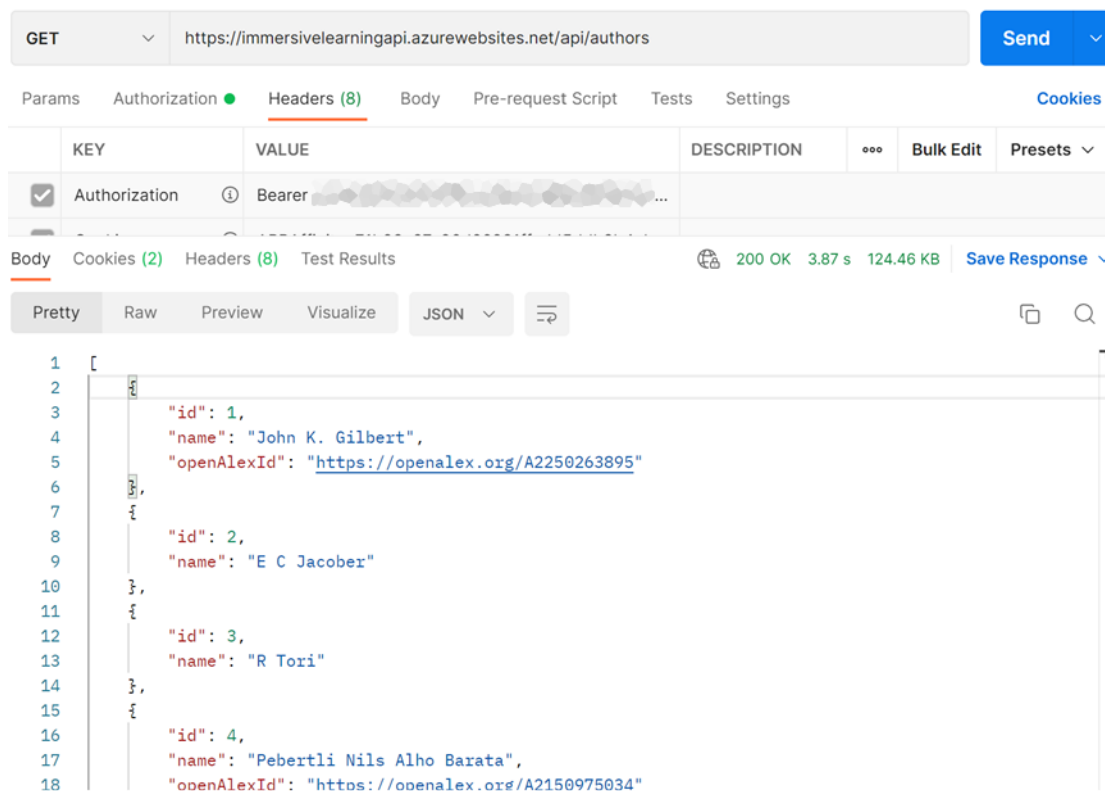 GET https://immersivelearningapi.azurewebsites.net/api/authors Send
Params Authorization Headers (8) Body Pre-request Script Tests Settings Cookies
KEY VALUE DESCRIPTION ooo Bulk Edit Presets
Authorization Bearer ...
Body Cookies (2) Headers (8) Test Results 200 OK 3.87 s 124.46 KB Save Response
Pretty Raw Preview Visualize JSON
1 [
2 {
3 "id": 1,
4 "name": "John K. Gilbert",
5 "openAlexId": "https://openalex.org/A2250263895"
6 },
7 {
8 "id": 2,
9 "name": "E C Jacober"
10 },
11 {
12 "id": 3,
13 "name": "R Tori"
14 },
15 {
16 "id": 4,
17 "name": "Pebertli Nils Alho Barata",
18 "openAlexId": "https://openalex.org/A2150975034"